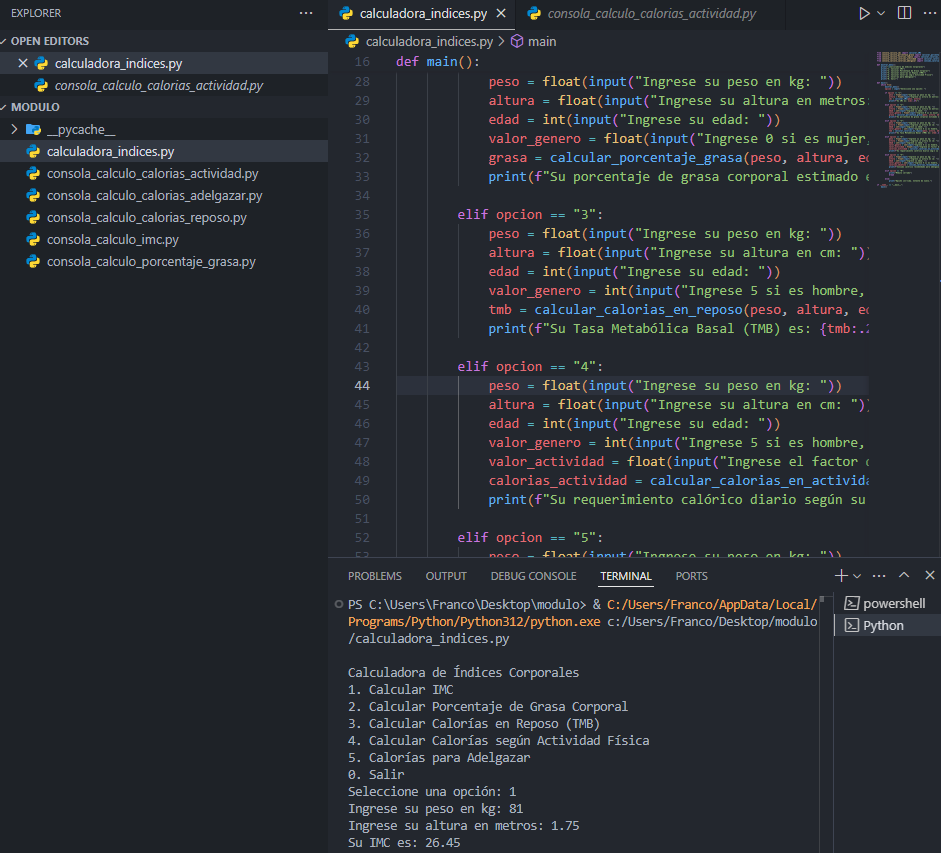 EXPLORER
OPEN EDITORS
calculadora_indices.py
consola_calculo_calorias_actividad.py
MODULO
__pycache__
calculadora_indices.py
consola_calculo_calorias_actividad.py
consola_calculo_calorias_adelgazar.py
consola_calculo_calorias_reposo.py
consola_calculo_imc.py
consola_calculo_porcentaje_grasa.py
calculadora_indices.py
consola_calculo_calorias_actividad.py
calculadora_indices.py > main
16 def main():
28 peso = float(input("Ingrese su peso en kg: "))
29 altura = float(input("Ingrese su altura en metros:
30 edad = int(input("Ingrese su edad: "))
31 valor_genero = float(input("Ingrese 0 si es mujer,
32 grasa = calcular_porcentaje_grasa(peso, altura, ed
33 print(f"Su porcentaje de grasa corporal estimado e
34
35 elif opcion == "3":
36 peso = float(input("Ingrese su peso en kg: "))
37 altura = float(input("Ingrese su altura en cm: "))
38 edad = int(input("Ingrese su edad: "))
39 valor_genero = int(input("Ingrese 5 si es hombre,
40 tmb = calcular_calorias_en_reposo(peso, altura, ed
41 print(f"Su Tasa Metabólica Basal (TMB) es: {tmb:.2
42
43 elif opcion == "4":
44 peso = float(input("Ingrese su peso en kg: "))
45 altura = float(input("Ingrese su altura en cm: "))
46 edad = int(input("Ingrese su edad: "))
47 valor_genero = int(input("Ingrese 5 si es hombre,
48 valor_actividad = float(input("Ingrese el factor d
49 calorias_actividad = calcular_calorias_en_activida
50 print(f"Su requerimiento calórico diario según su
51
52 elif opcion == "5":
53 peso = float(input("Ingrese su peso en kg: "))
PROBLEMS OUTPUT DEBUG CONSOLE TERMINAL PORTS
PS C:\Users\Franco\Desktop\modulo> & C:/Users/Franco/AppData/Local/
Programs/Python/Python312/python.exe c:/Users/Franco/Desktop/modulo
/calculadora_indices.py
Calculadora de Índices Corporales
1. Calcular IMC
2. Calcular Porcentaje de Grasa Corporal
3. Calcular Calorías en Reposo (TMB)
4. Calcular Calorías según Actividad Física
5. Calorías para Adelgazar
0. Salir
Seleccione una opción: 1
Ingrese su peso en kg: 81
Ingrese su altura en metros: 1.75
Su IMC es: 26.45
powershell
Python